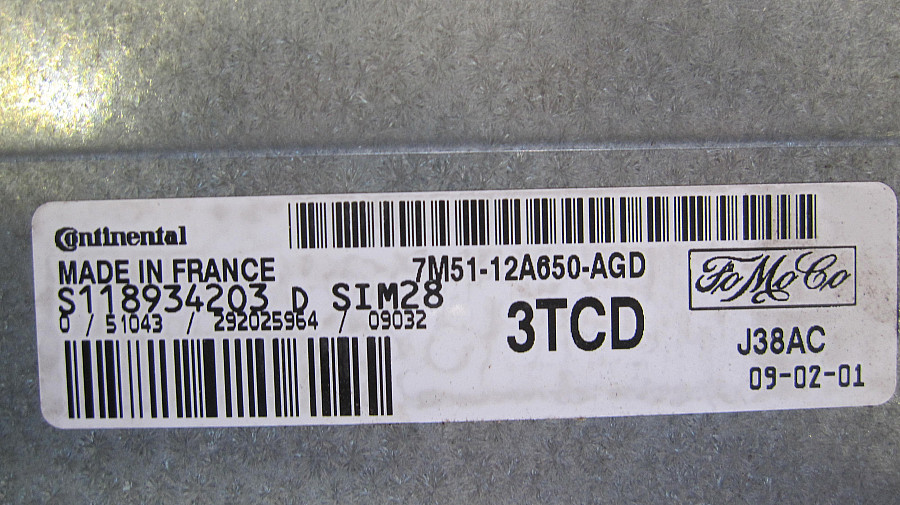 Continental
MADE IN FRANCE
7M51-12A650-AGD
FoMoCo
S118934203 D SIM28
0 / 51043 / 292025964 / 09032
3TCD
J38AC
09-02-01